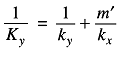 1/K_y = 1/k_y + m'/k_x